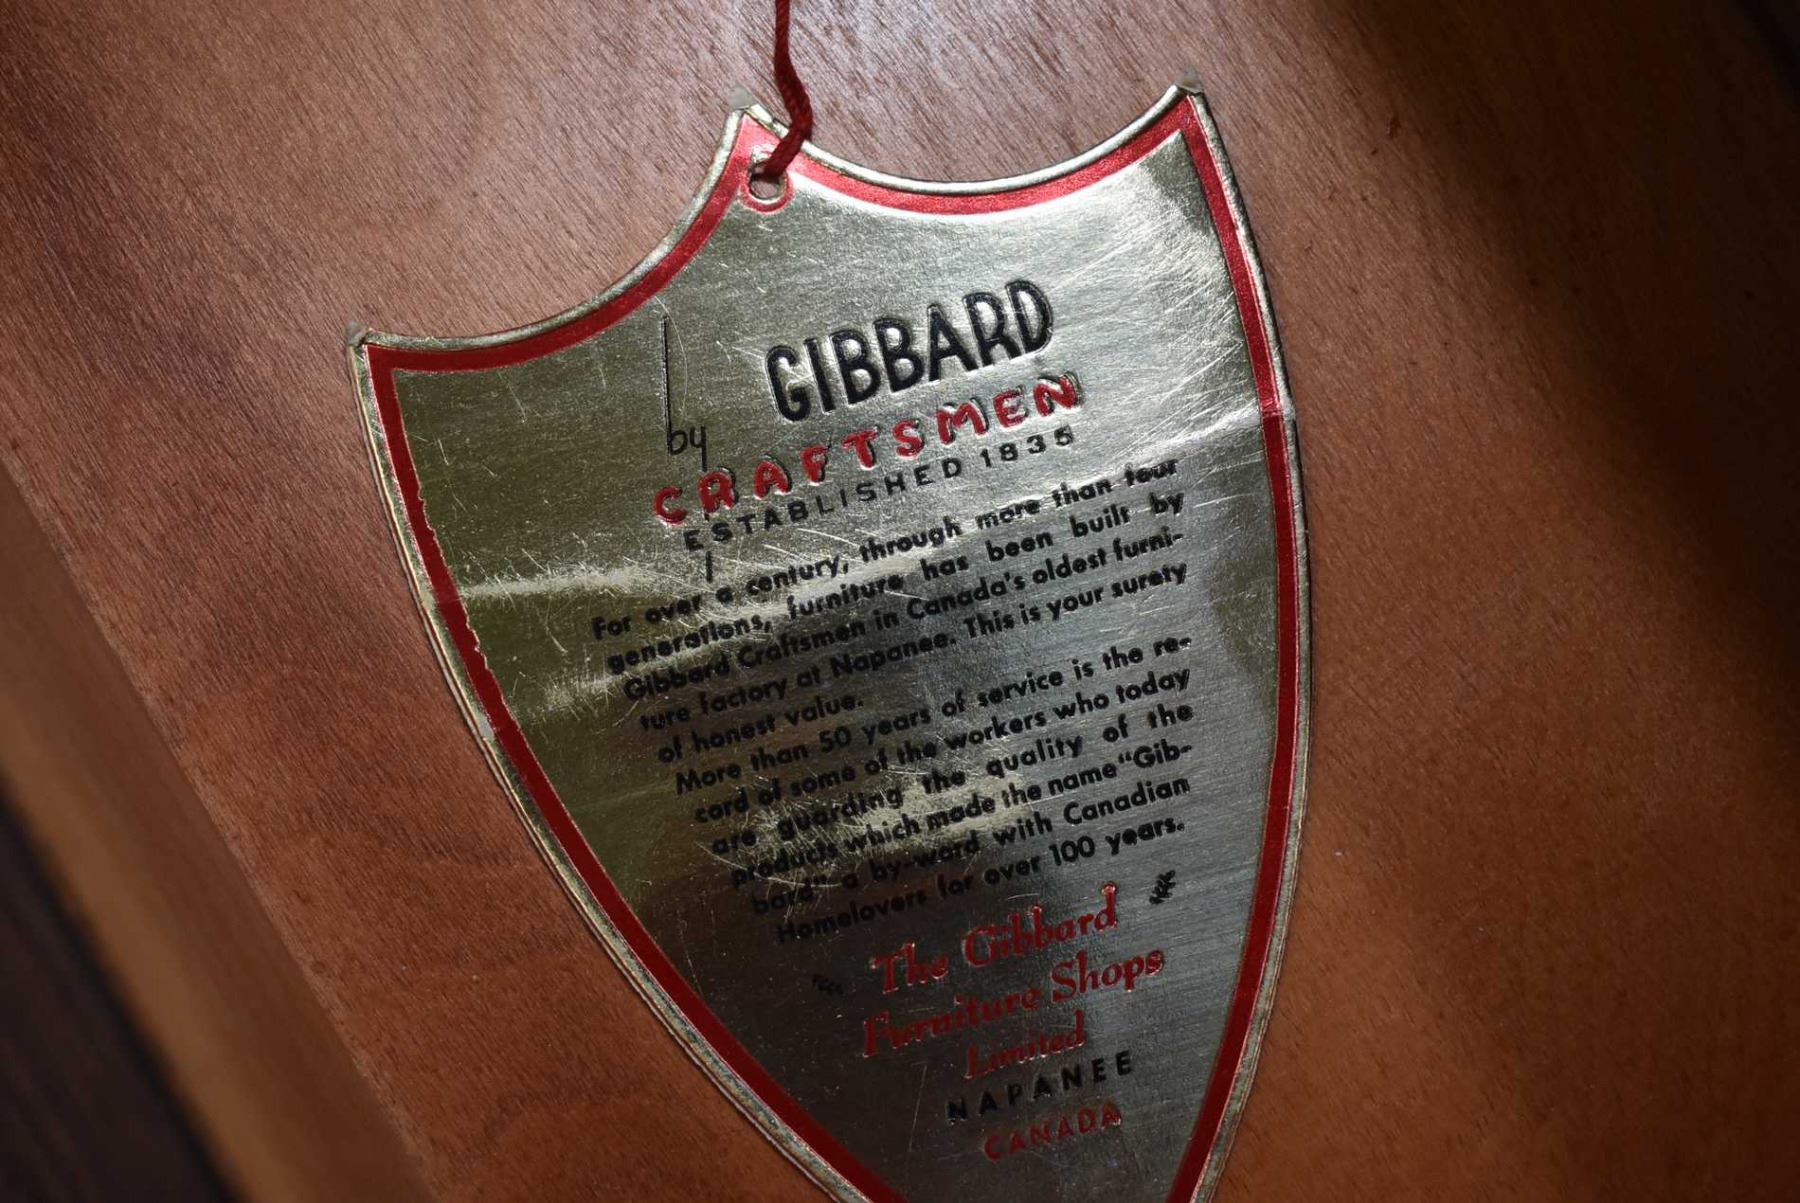 by GIBBARD
CRAFTSMEN
ESTABLISHED 1835
For over a century, through more than four
generations, furniture has been built by
Gibbard Craftsmen in Canada's oldest furni-
ture factory at Napanee. This is your surety
of honest value.
More than 50 years of service is the re-
cord of some of the workers who today
are guarding the quality of the
products which made the name "Gib-
bard" a by-word with Canadian
Homelovers for over 100 years.
The Gibbard
Furniture Shops
Limited
NAPANEE
CANADA